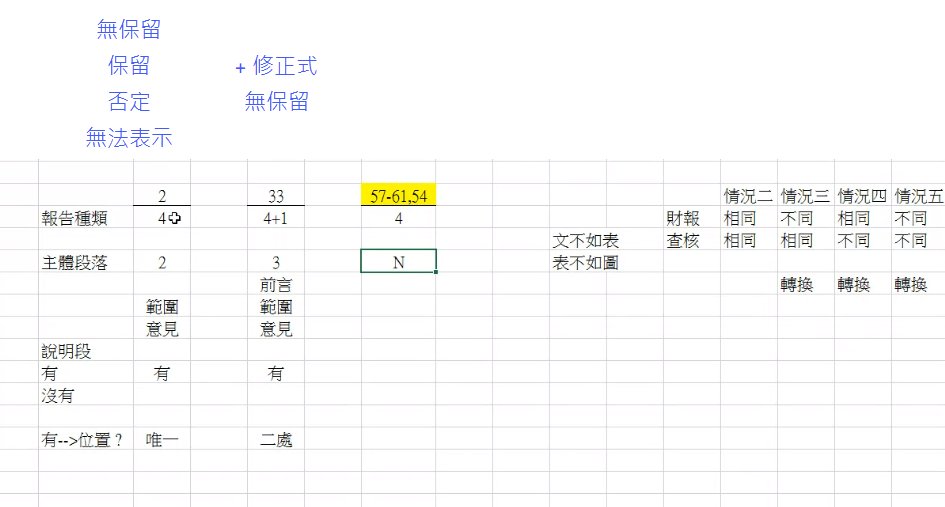 無保留
保留 + 修正式
否定 無保留
無法表示
2 33 57-61,54 情況二 情況三 情況四 情況五
報告種類 4 4+1 4 財報 相同 不同 相同 不同
文不如表 查核 相同 相同 不同 不同
主體段落 2 3 N 表不如圖
前言 轉換 轉換 轉換
範圍 範圍
意見 意見
說明段
有 有 有
沒有
有-->位置? 唯一 二處